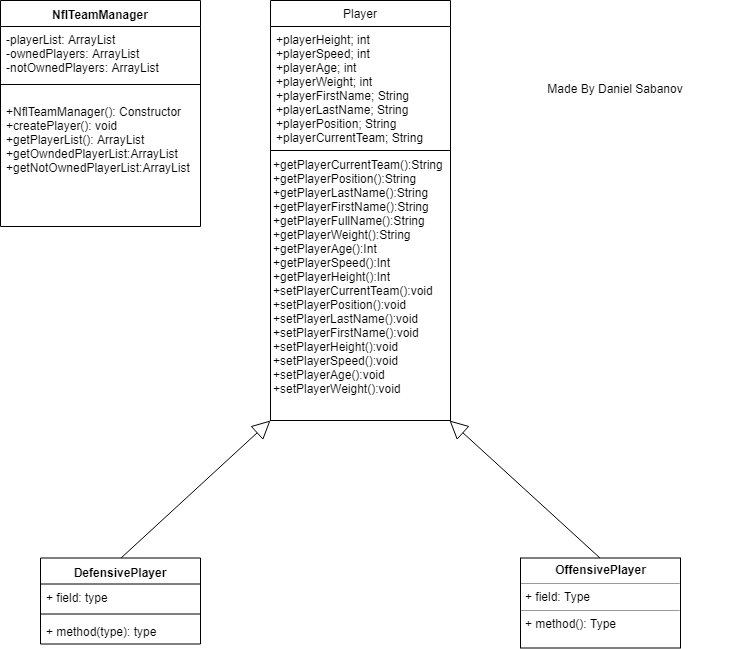 NflTeamManager
-playerList: ArrayList
-ownedPlayers: ArrayList
-notOwnedPlayers: ArrayList
+NflTeamManager(): Constructor
+createPlayer(): void
+getPlayerList(): ArrayList
+getOwndedPlayerList:ArrayList
+getNotOwnedPlayerList:ArrayList
Player
+playerHeight; int
+playerSpeed; int
+playerAge; int
+playerWeight; int
+playerFirstName; String
+playerLastName; String
+playerPosition; String
+playerCurrentTeam; String
+getPlayerCurrentTeam():String
+getPlayerPosition():String
+getPlayerLastName():String
+getPlayerFirstName():String
+getPlayerFullName():String
+getPlayerWeight():String
+getPlayerAge():Int
+getPlayerSpeed():Int
+getPlayerHeight():Int
+setPlayerCurrentTeam():void
+setPlayerPosition():void
+setPlayerLastName():void
+setPlayerFirstName():void
+setPlayerHeight():void
+setPlayerSpeed():void
+setPlayerAge():void
+setPlayerWeight():void
Made By Daniel Sabanov
DefensivePlayer
+ field: type
+ method(type): type
OffensivePlayer
+ field: Type
+ method(): Type